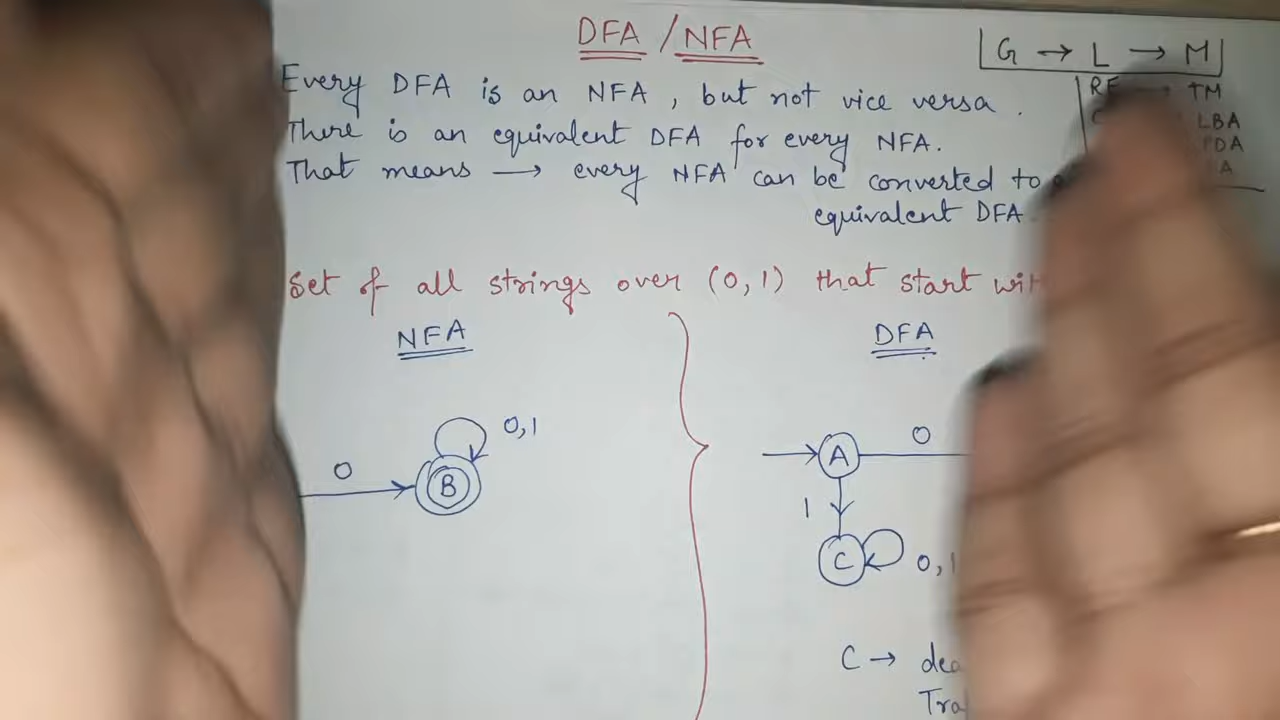 DFA / NFA
G → L → M
Every DFA is an NFA, but not vice versa.
TM
There is an equivalent DFA for every NFA.
LBA
That means → every NFA can be converted to
equivalent DFA.
Set of all strings over (0,1) that start
NFA
DFA
0,1
0
B
A
0
1
C
0,
C →